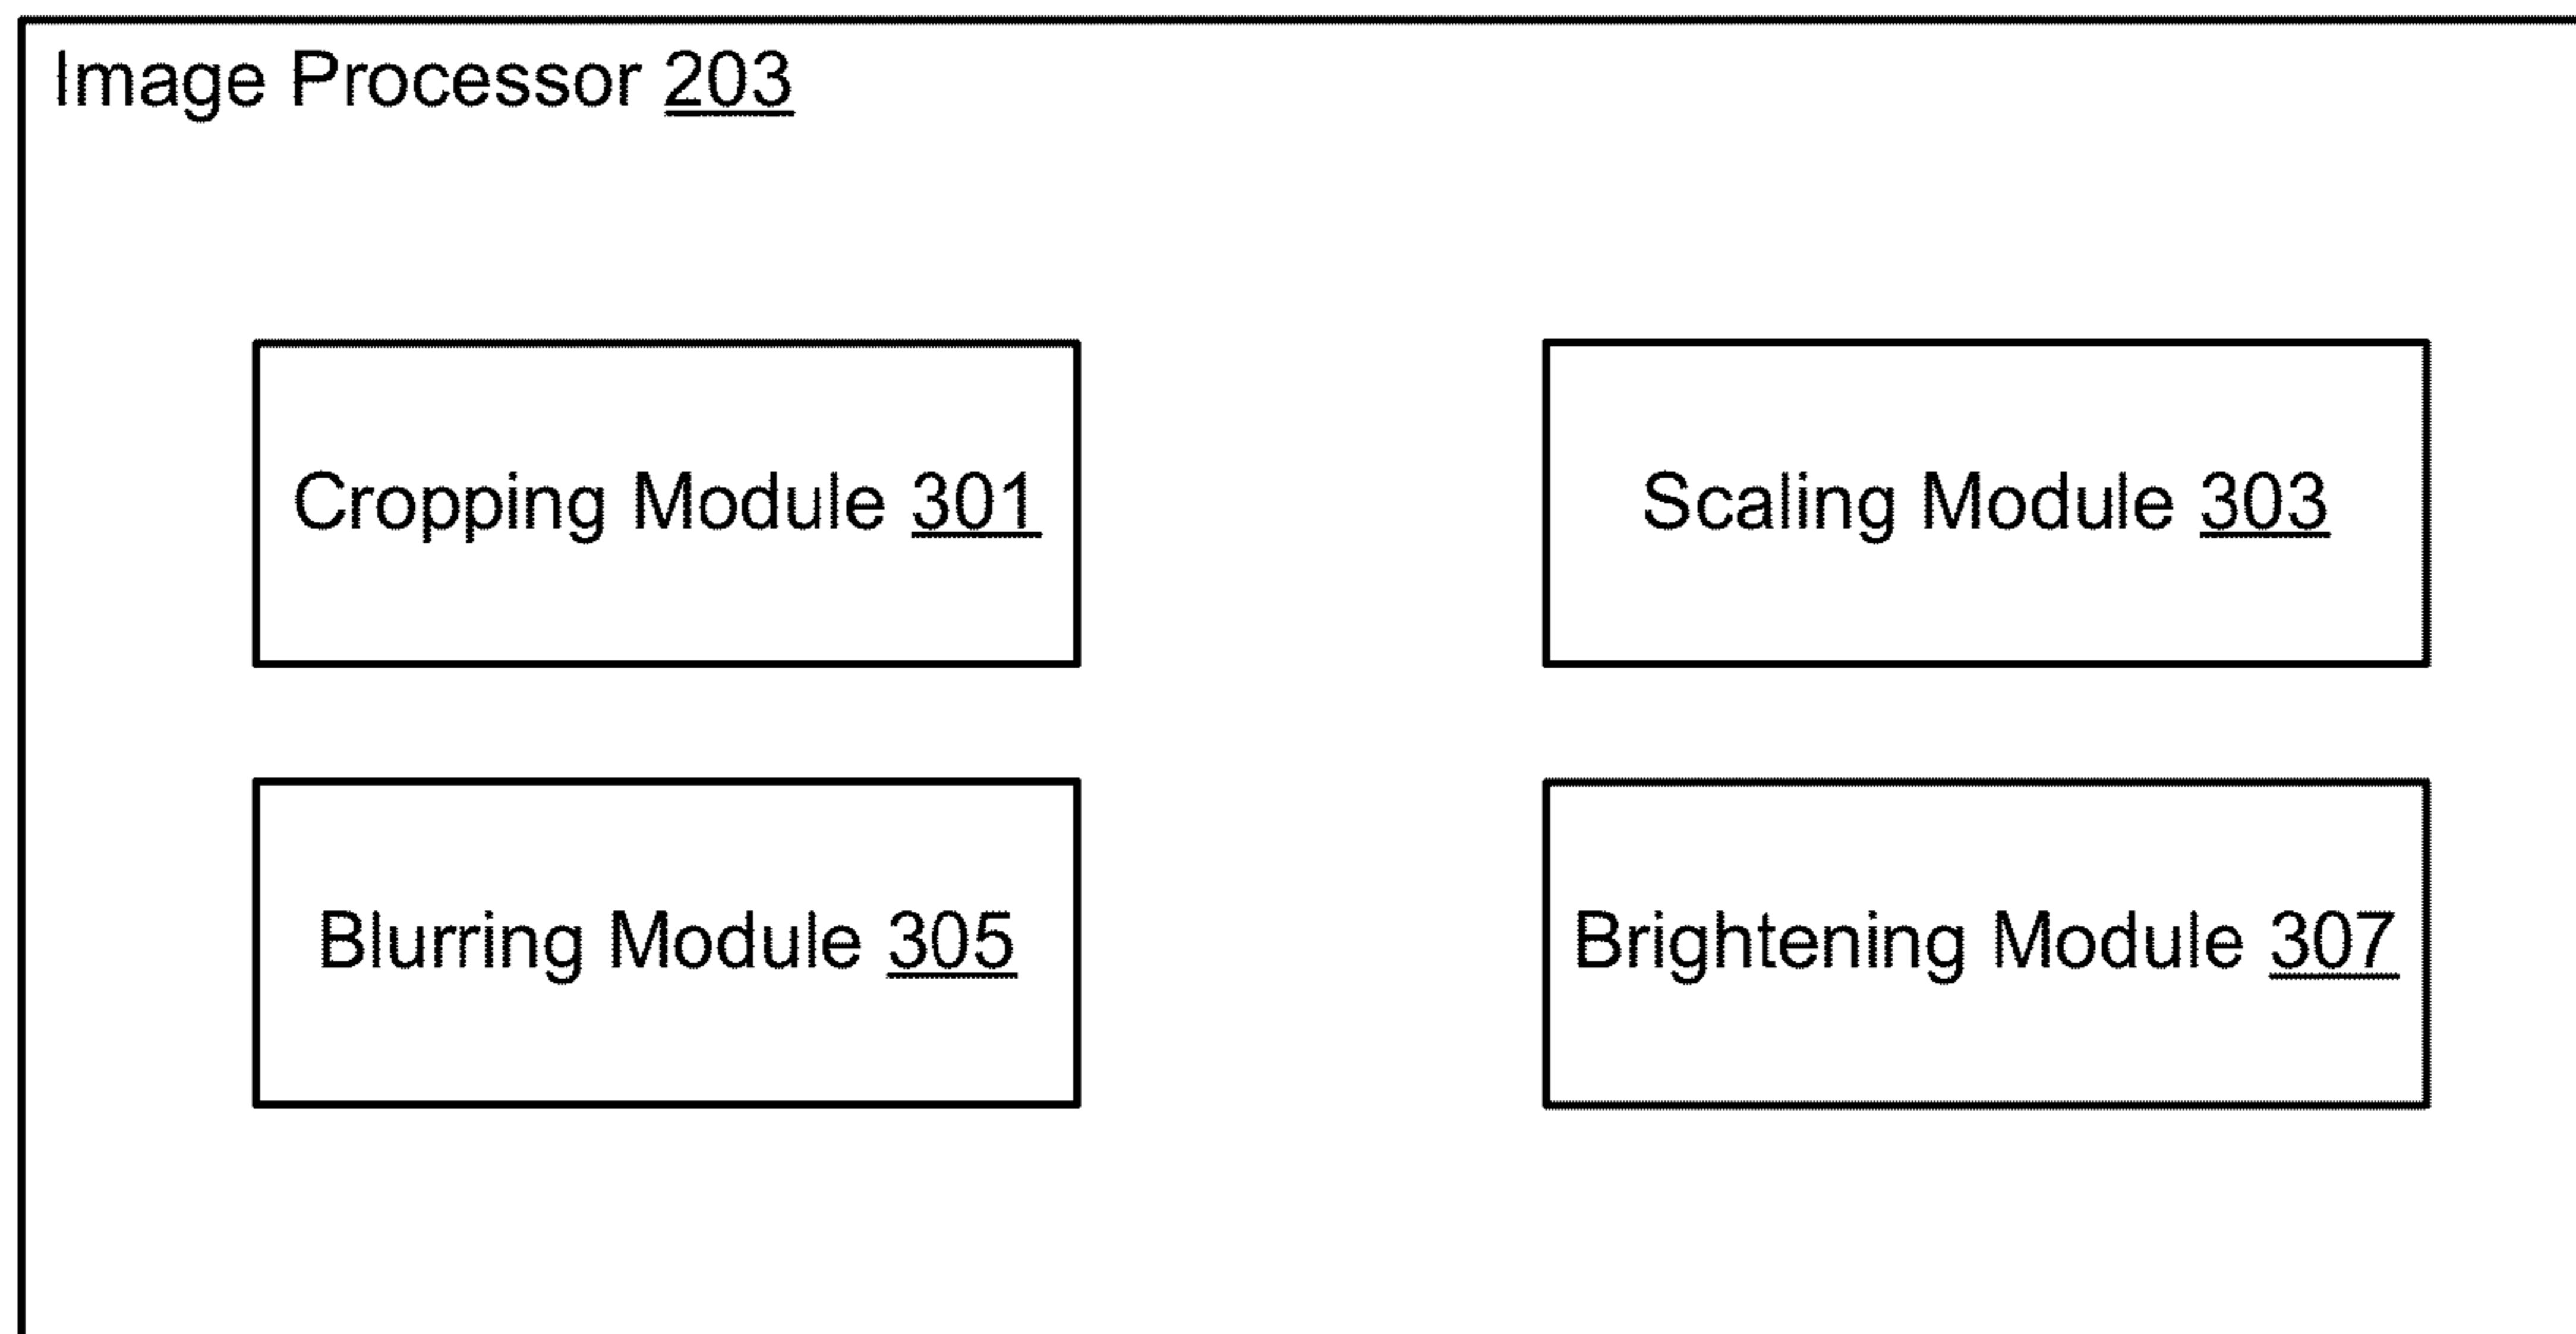 Image Processor 203
Cropping Module 301
Scaling Module 303
Blurring Module 305
Brightening Module 307